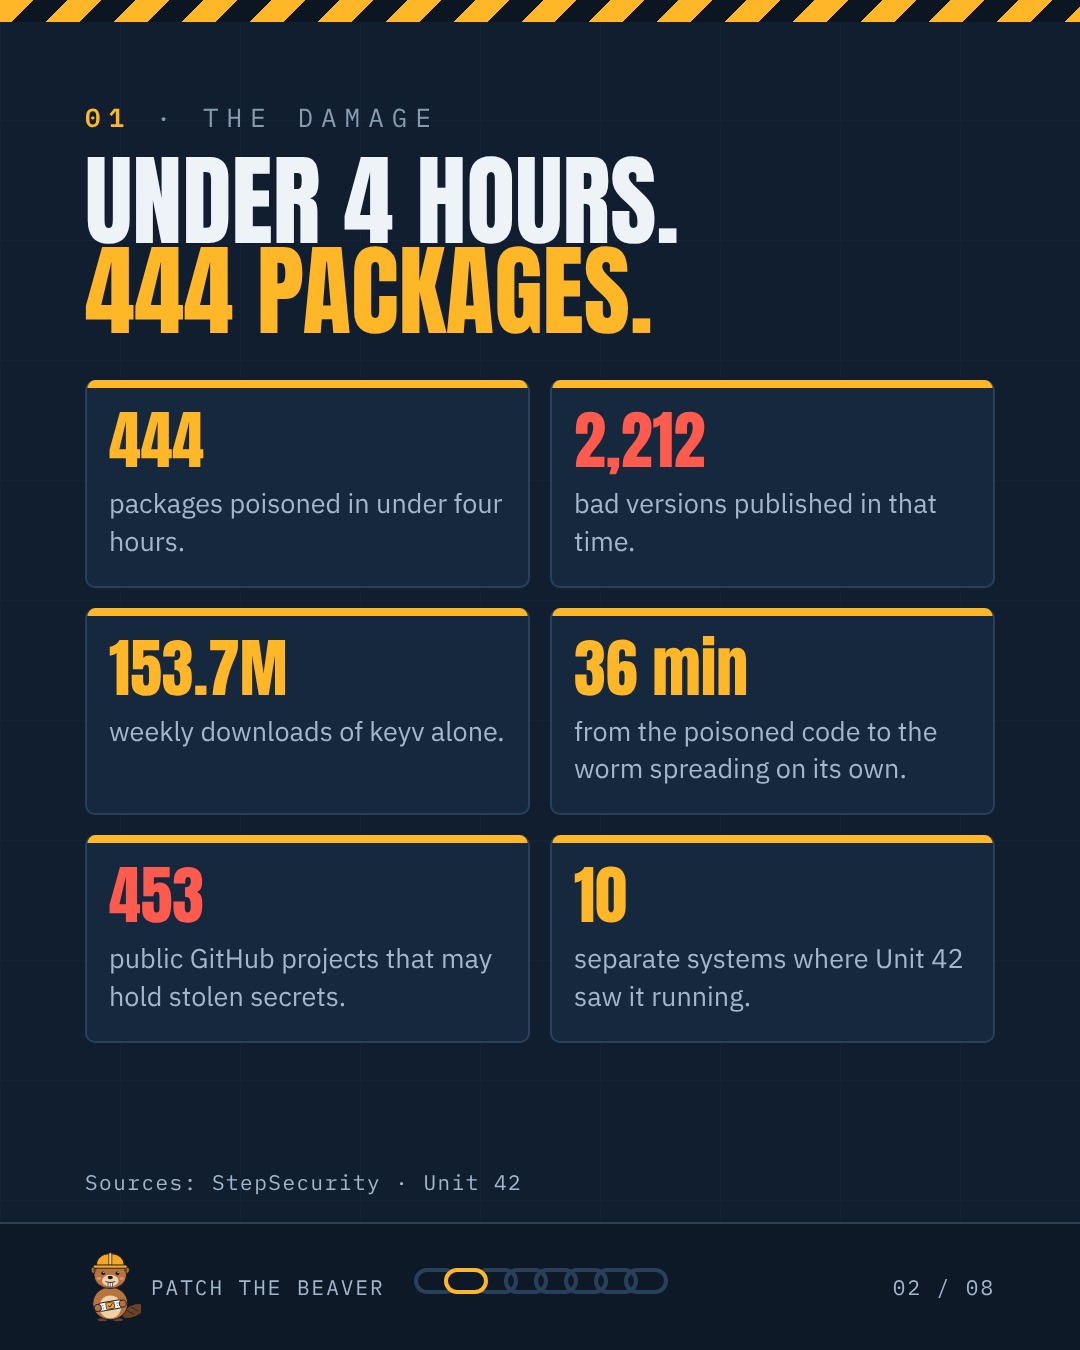 01 · THE DAMAGE
UNDER 4 HOURS.
444 PACKAGES.
444
packages poisoned in under four
hours.
2,212
bad versions published in that
time.
153.7M
weekly downloads of keyv alone.
36 min
from the poisoned code to the
worm spreading on its own.
453
public GitHub projects that may
hold stolen secrets.
10
separate systems where Unit 42
saw it running.
Sources: StepSecurity · Unit 42
PATCH THE BEAVER
02 / 08